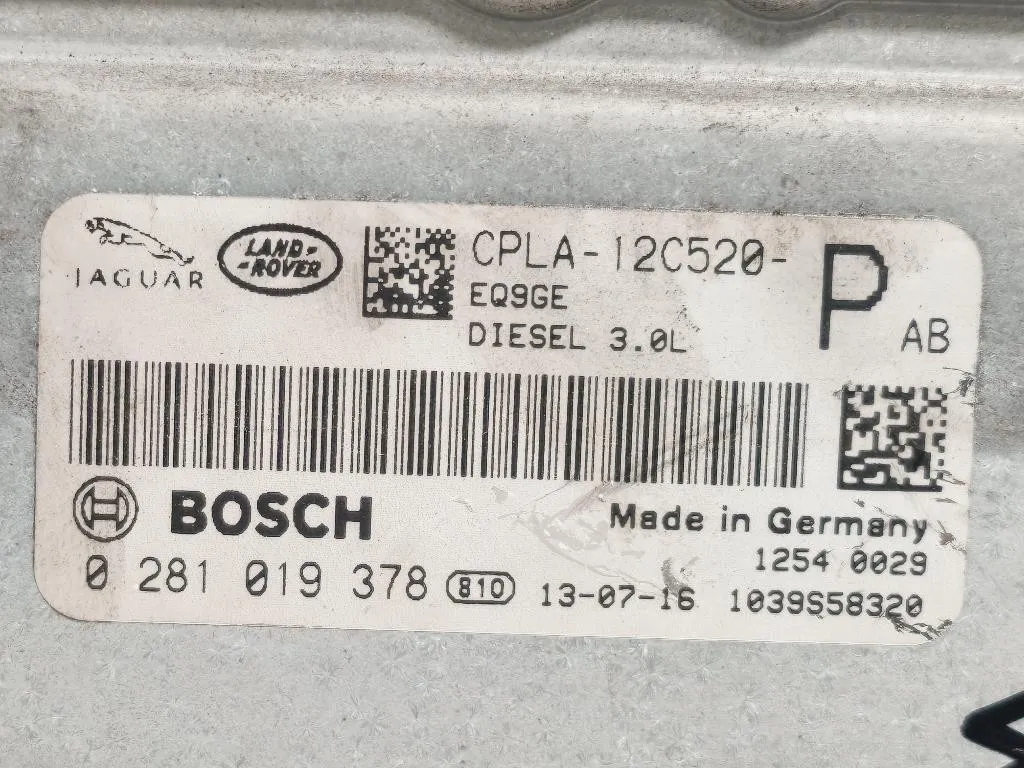 JAGUAR
LAND-
-ROVER
CPLA-12C520-
P
AB
EQ9GE
DIESEL 3.0L
BOSCH
Made in Germany
1254 0029
0 281 019 378 810 13-07-16 1039S58320